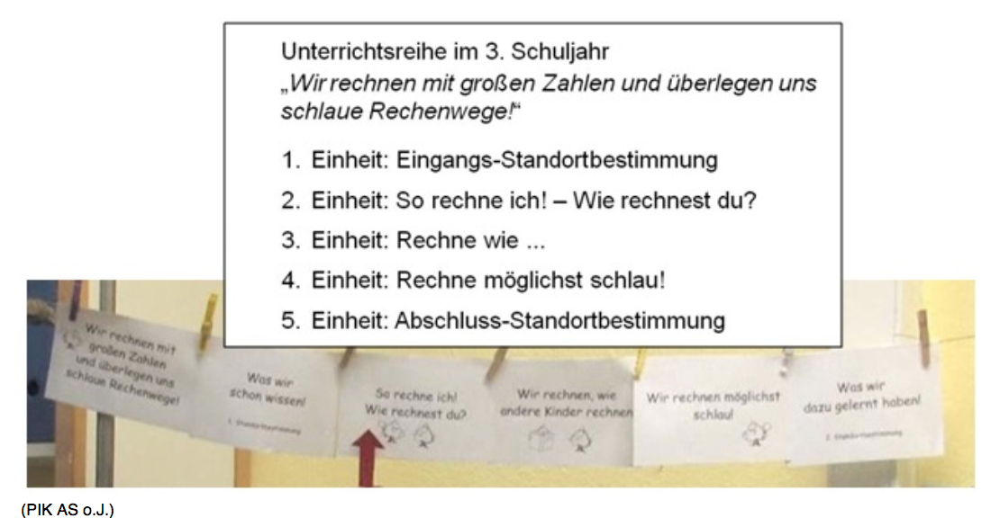 Unterrichtsreihe im 3. Schuljahr
„Wir rechnen mit großen Zahlen und überlegen uns
schlaue Rechenwege!“
1. Einheit: Eingangs-Standortbestimmung
2. Einheit: So rechne ich! – Wie rechnest du?
3. Einheit: Rechne wie ...
4. Einheit: Rechne möglichst schlau!
5. Einheit: Abschluss-Standortbestimmung
Wir rechnen mit
großen Zahlen
und überlegen uns
schlaue Rechenwege!
Was wir
schon wissen!
1. Standortbestimmung
So rechne ich!
Wie rechnest du?
Wir rechnen, wie
andere Kinder rechnen
Wir rechnen möglichst
schlau!
Was wir
dazu gelernt haben!
2. Standortbestimmung
(PIK AS o.J.)